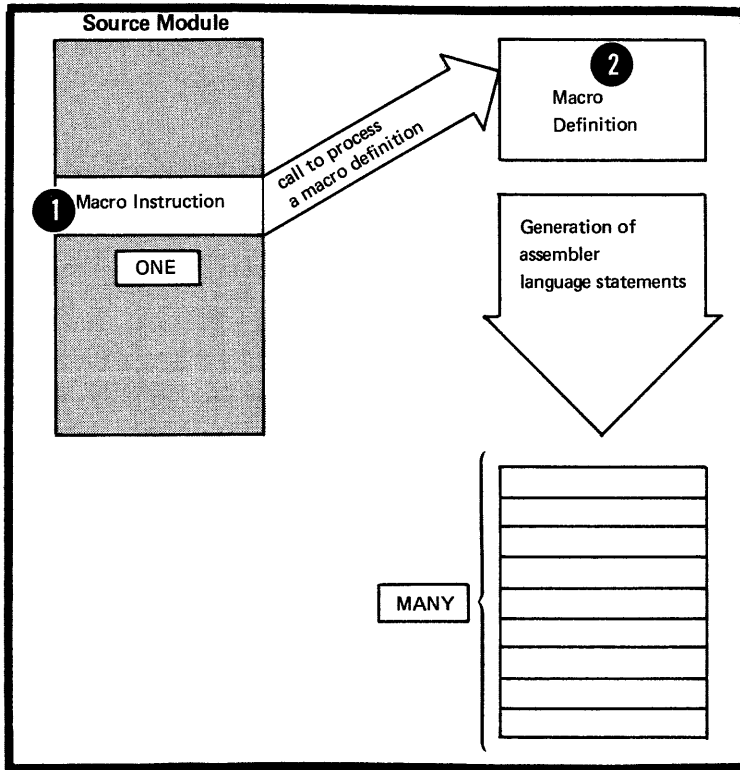 Source Module
1
Macro Instruction
ONE
call to process
a macro definition
2
Macro
Definition
Generation of
assembler
language statements
MANY